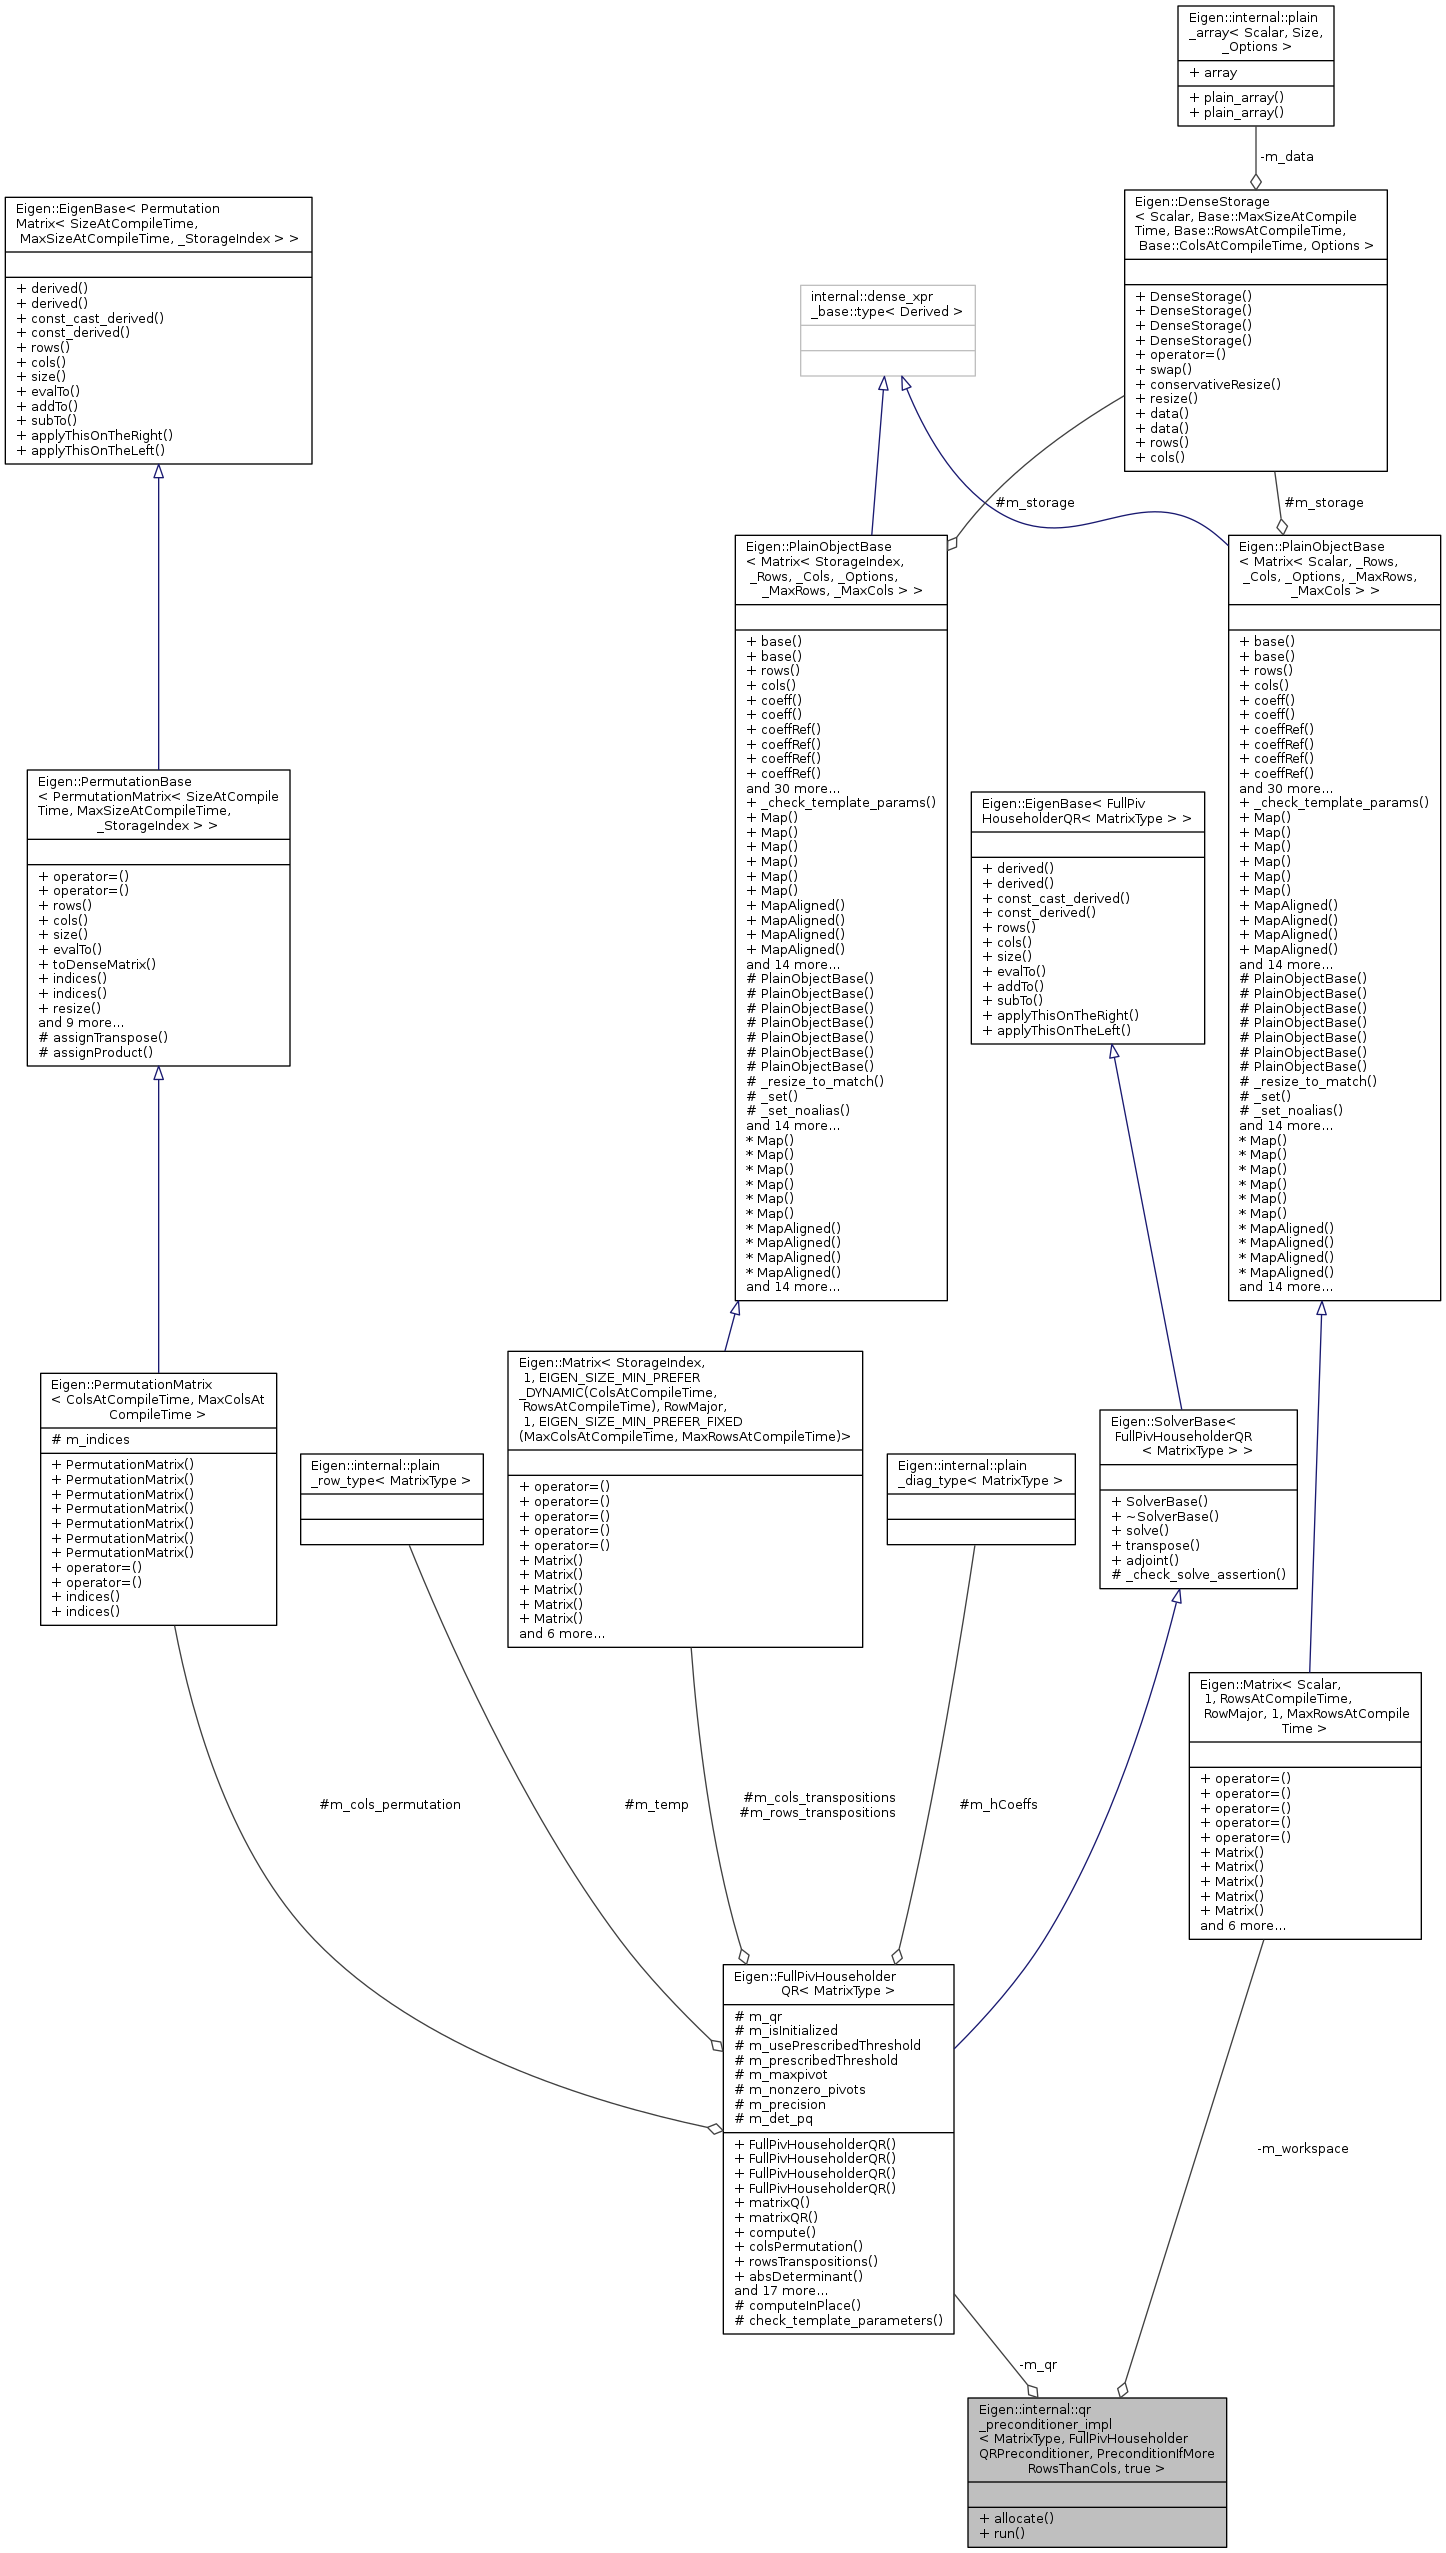 Eigen::internal::plain
_array< Scalar, Size,
_Options >
+ array
+ plain_array()
+ plain_array()
-m_data
Eigen::DenseStorage
< Scalar, Base::MaxSizeAtCompile
Time, Base::RowsAtCompileTime,
Base::ColsAtCompileTime, Options >
+ DenseStorage()
+ DenseStorage()
+ DenseStorage()
+ DenseStorage()
+ operator=()
+ swap()
+ conservativeResize()
+ resize()
+ data()
+ data()
+ rows()
+ cols()
Eigen::EigenBase< Permutation
Matrix< SizeAtCompileTime,
MaxSizeAtCompileTime, _StorageIndex > >
+ derived()
+ derived()
+ const_cast_derived()
+ const_derived()
+ rows()
+ cols()
+ size()
+ evalTo()
+ addTo()
+ subTo()
+ applyThisOnTheRight()
+ applyThisOnTheLeft()
internal::dense_xpr
_base::type< Derived >
#m_storage
#m_storage
Eigen::PlainObjectBase
< Matrix< StorageIndex,
_Rows, _Cols, _Options,
_MaxRows, _MaxCols > >
+ base()
+ base()
+ rows()
+ cols()
+ coeff()
+ coeff()
+ coeffRef()
+ coeffRef()
+ coeffRef()
+ coeffRef()
and 30 more...
+ _check_template_params()
+ Map()
+ Map()
+ Map()
+ Map()
+ Map()
+ Map()
+ MapAligned()
+ MapAligned()
+ MapAligned()
+ MapAligned()
and 14 more...
# PlainObjectBase()
# PlainObjectBase()
# PlainObjectBase()
# PlainObjectBase()
# PlainObjectBase()
# PlainObjectBase()
# PlainObjectBase()
# _resize_to_match()
# _set()
# _set_noalias()
and 14 more...
* Map()
* Map()
* Map()
* Map()
* Map()
* Map()
* MapAligned()
* MapAligned()
* MapAligned()
* MapAligned()
and 14 more...
Eigen::PlainObjectBase
< Matrix< Scalar, _Rows,
_Cols, _Options, _MaxRows,
_MaxCols > >
+ base()
+ base()
+ rows()
+ cols()
+ coeff()
+ coeff()
+ coeffRef()
+ coeffRef()
+ coeffRef()
+ coeffRef()
and 30 more...
+ _check_template_params()
+ Map()
+ Map()
+ Map()
+ Map()
+ Map()
+ Map()
+ MapAligned()
+ MapAligned()
+ MapAligned()
+ MapAligned()
and 14 more...
# PlainObjectBase()
# PlainObjectBase()
# PlainObjectBase()
# PlainObjectBase()
# PlainObjectBase()
# PlainObjectBase()
# PlainObjectBase()
# _resize_to_match()
# _set()
# _set_noalias()
and 14 more...
* Map()
* Map()
* Map()
* Map()
* Map()
* Map()
* MapAligned()
* MapAligned()
* MapAligned()
* MapAligned()
and 14 more...
Eigen::PermutationBase
< PermutationMatrix< SizeAtCompile
Time, MaxSizeAtCompileTime,
_StorageIndex > >
+ operator=()
+ operator=()
+ rows()
+ cols()
+ size()
+ evalTo()
+ toDenseMatrix()
+ indices()
+ indices()
+ resize()
and 9 more...
# assignTranspose()
# assignProduct()
Eigen::EigenBase< FullPiv
HouseholderQR< MatrixType > >
+ derived()
+ derived()
+ const_cast_derived()
+ const_derived()
+ rows()
+ cols()
+ size()
+ evalTo()
+ addTo()
+ subTo()
+ applyThisOnTheRight()
+ applyThisOnTheLeft()
Eigen::PermutationMatrix
< ColsAtCompileTime, MaxColsAt
CompileTime >
# m_indices
+ PermutationMatrix()
+ PermutationMatrix()
+ PermutationMatrix()
+ PermutationMatrix()
+ PermutationMatrix()
+ PermutationMatrix()
+ PermutationMatrix()
+ operator=()
+ operator=()
+ indices()
+ indices()
Eigen::internal::plain
_row_type< MatrixType >
Eigen::Matrix< StorageIndex,
1, EIGEN_SIZE_MIN_PREFER
_DYNAMIC(ColsAtCompileTime,
RowsAtCompileTime), RowMajor,
1, EIGEN_SIZE_MIN_PREFER_FIXED
(MaxColsAtCompileTime, MaxRowsAtCompileTime)>
+ operator=()
+ operator=()
+ operator=()
+ operator=()
+ operator=()
+ Matrix()
+ Matrix()
+ Matrix()
+ Matrix()
+ Matrix()
and 6 more...
Eigen::internal::plain
_diag_type< MatrixType >
Eigen::SolverBase<
FullPivHouseholderQR
< MatrixType > >
+ SolverBase()
+ ~SolverBase()
+ solve()
+ transpose()
+ adjoint()
# _check_solve_assertion()
Eigen::Matrix< Scalar,
1, RowsAtCompileTime,
RowMajor, 1, MaxRowsAtCompile
Time >
+ operator=()
+ operator=()
+ operator=()
+ operator=()
+ operator=()
+ Matrix()
+ Matrix()
+ Matrix()
+ Matrix()
+ Matrix()
and 6 more...
#m_cols_permutation
#m_temp
#m_cols_transpositions
#m_rows_transpositions
#m_hCoeffs
Eigen::FullPivHouseholder
QR< MatrixType >
# m_qr
# m_isInitialized
# m_usePrescribedThreshold
# m_prescribedThreshold
# m_maxpivot
# m_nonzero_pivots
# m_precision
# m_det_pq
+ FullPivHouseholderQR()
+ FullPivHouseholderQR()
+ FullPivHouseholderQR()
+ FullPivHouseholderQR()
+ matrixQ()
+ matrixQR()
+ compute()
+ colsPermutation()
+ rowsTranspositions()
+ absDeterminant()
and 17 more...
# computeInPlace()
# check_template_parameters()
-m_workspace
-m_qr
Eigen::internal::qr
_preconditioner_impl
< MatrixType, FullPivHouseholder
QRPreconditioner, PreconditionIfMore
RowsThanCols, true >
+ allocate()
+ run()